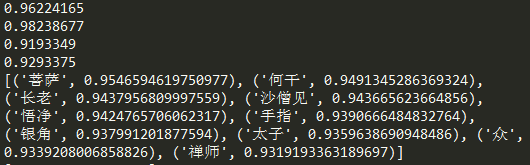 0.96224165
0.98238677
0.9193349
0.9293375
[('菩萨', 0.9546594619750977), ('何干', 0.9491345286369324),
('长老', 0.9437956809997559), ('沙僧见', 0.943665623664856),
('悟净', 0.9424765706062317), ('手指', 0.9390666484832764),
('银角', 0.937991201877594), ('太子', 0.9359638690948486), ('众',
0.9339208006858826), ('禅师', 0.9319193363189697)]